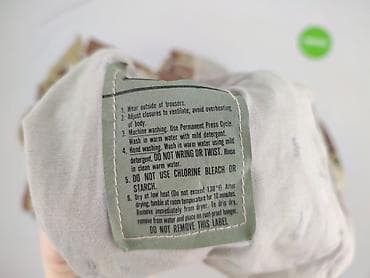 1. Wear outside of trousers.
2. Adjust closures to ventilate; avoid overheating
of body.
3. Machine washing. Use Permanent Press Cycle.
Wash in warm water with mild detergent.
4. Hand washing. Wash in warm water using mild
detergent. DO NOT WRING OR TWIST. Rinse
in clean warm water.
5. DO NOT USE CHLORINE BLEACH OR
STARCH.
6. Dry at low heat (Do not exceed 130°F). After
drying, tumble at room temperature for 10 minutes.
Remove immediately from dryer. To drip dry,
remove from water and place on rust-proof hanger.
DO NOT REMOVE THIS LABEL